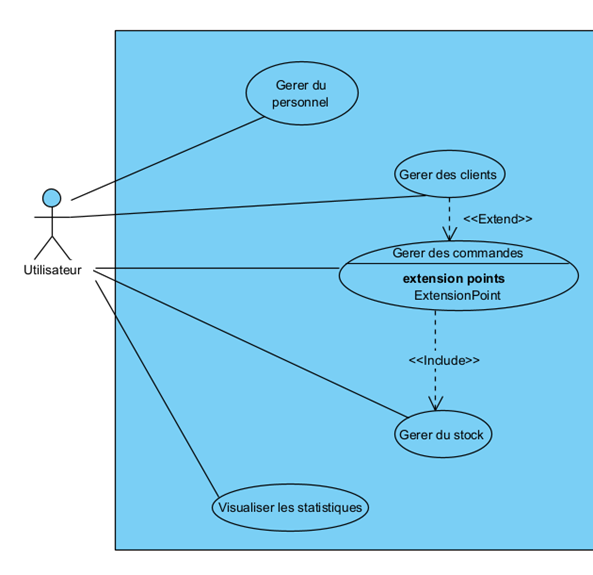 Gerer du
personnel
Gerer des clients
<<Extend>>
Gerer des commandes
extension points
ExtensionPoint
Utilisateur
<<Include>>
Gerer du stock
Visualiser les statistiques